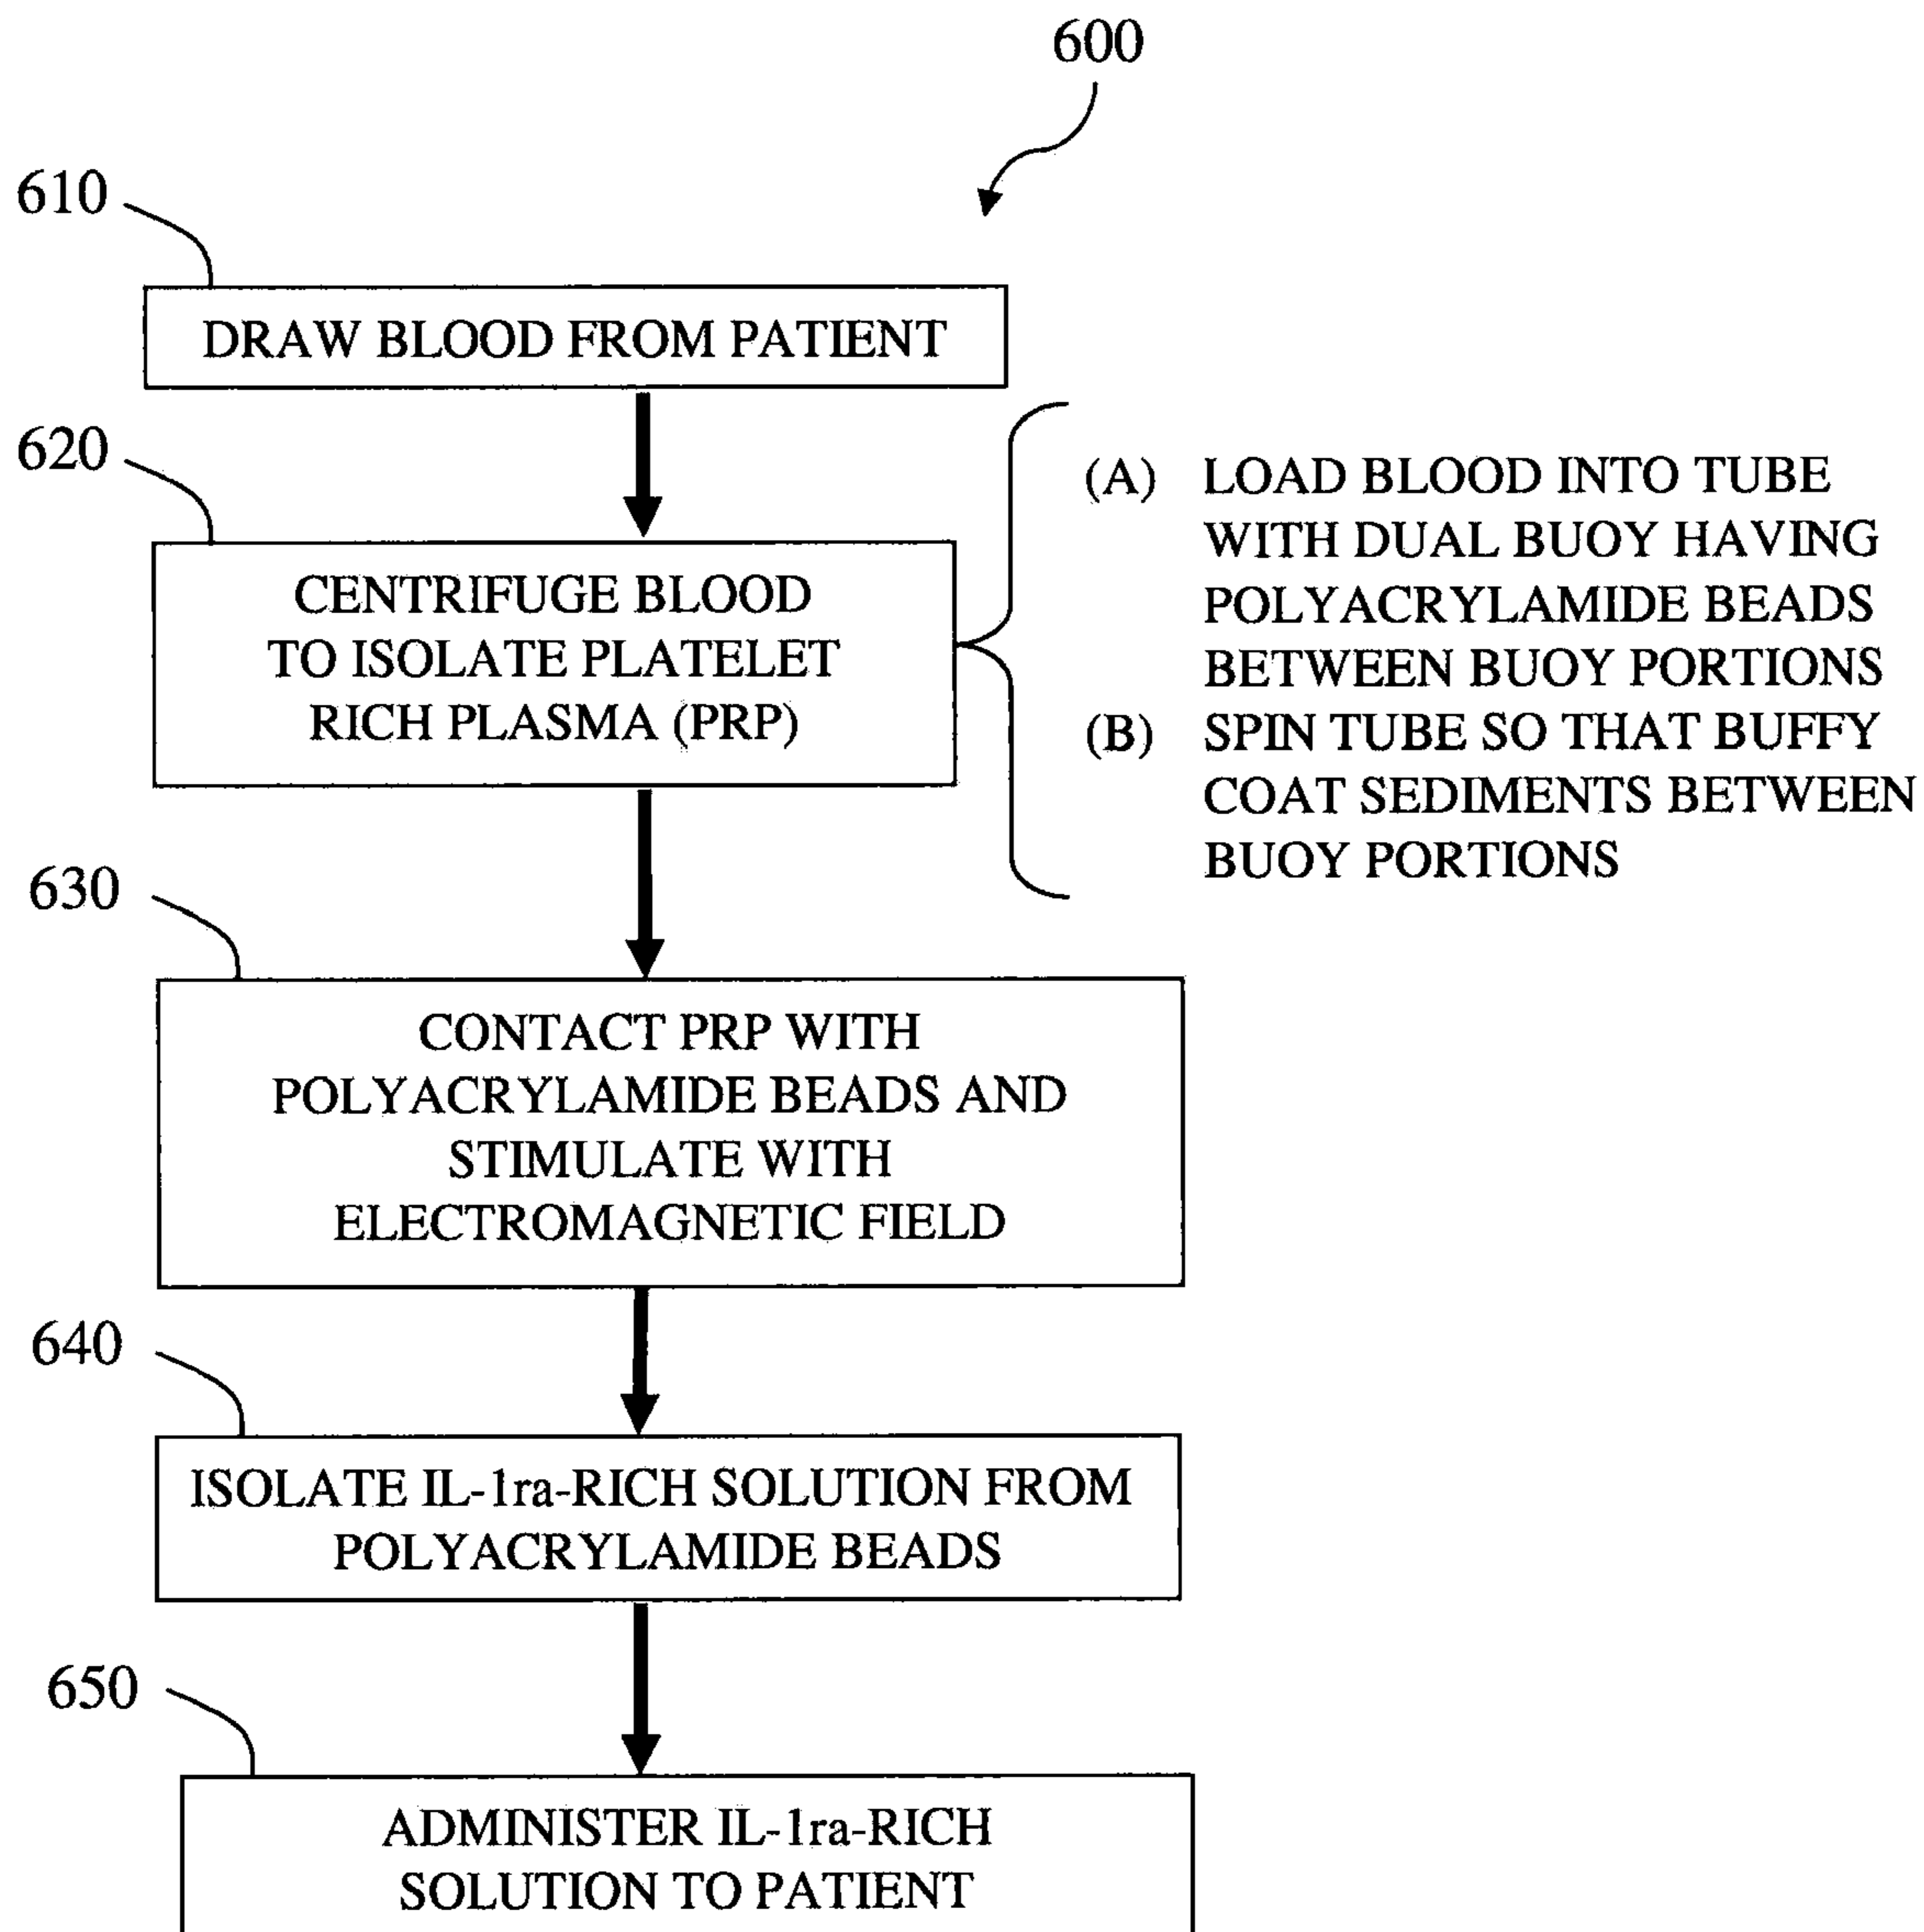 600
610
DRAW BLOOD FROM PATIENT
620
CENTRIFUGE BLOOD
TO ISOLATE PLATELET
RICH PLASMA (PRP)
(A) LOAD BLOOD INTO TUBE
WITH DUAL BUOY HAVING
POLYACRYLAMIDE BEADS
BETWEEN BUOY PORTIONS
(B) SPIN TUBE SO THAT BUFFY
COAT SEDIMENTS BETWEEN
BUOY PORTIONS
630
CONTACT PRP WITH
POLYACRYLAMIDE BEADS AND
STIMULATE WITH
ELECTROMAGNETIC FIELD
640
ISOLATE IL-1ra-RICH SOLUTION FROM
POLYACRYLAMIDE BEADS
650
ADMINISTER IL-1ra-RICH
SOLUTION TO PATIENT